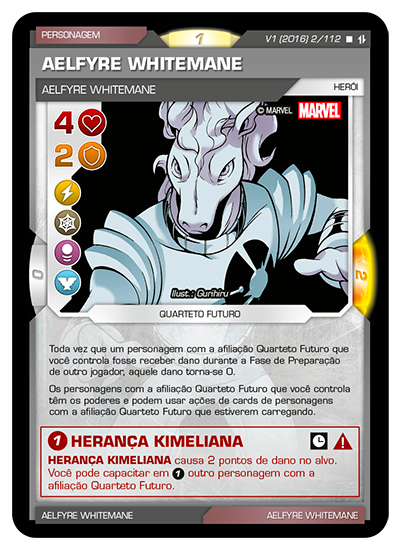 PERSONAGEM
1
V1 (2016) 2/112
AELFYRE WHITEMANE
AELFYRE WHITEMANE
HERÓI
4
2
© MARVEL MARVEL
0
2
Ilust.: Gurihiru
QUARTETO FUTURO
Toda vez que um personagem com a afiliação Quarteto Futuro que
você controla fosse receber dano durante a Fase de Preparação
de outro jogador, aquele dano torna-se 0.
Os personagens com a afiliação Quarteto Futuro que você controla
têm os poderes e podem usar ações de cards de personagens
com a afiliação Quarteto Futuro que estiverem carregando.
1 HERANÇA KIMELIANA
HERANÇA KIMELIANA causa 2 pontos de dano no alvo.
Você pode capacitar em 1 outro personagem com a
afiliação Quarteto Futuro.
AELFYRE WHITEMANE
AELFYRE WHITEMANE